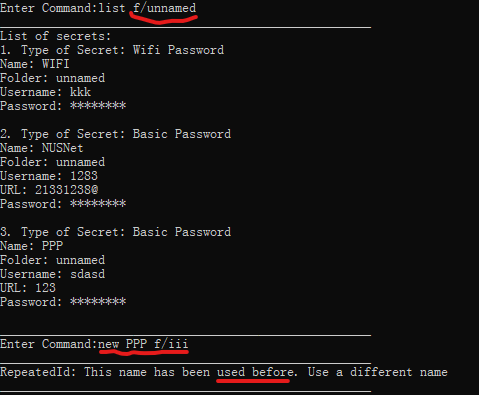 Enter Command:list f/unnamed
List of secrets:
1. Type of Secret: Wifi Password
Name: WIFI
Folder: unnamed
Username: kkk
Password: ********
2. Type of Secret: Basic Password
Name: NUSNet
Folder: unnamed
Username: 1283
URL: 21331238@
Password: ********
3. Type of Secret: Basic Password
Name: PPP
Folder: unnamed
Username: sdasd
URL: 123
Password: ********
Enter Command:new PPP f/iii
RepeatedId: This name has been used before. Use a different name